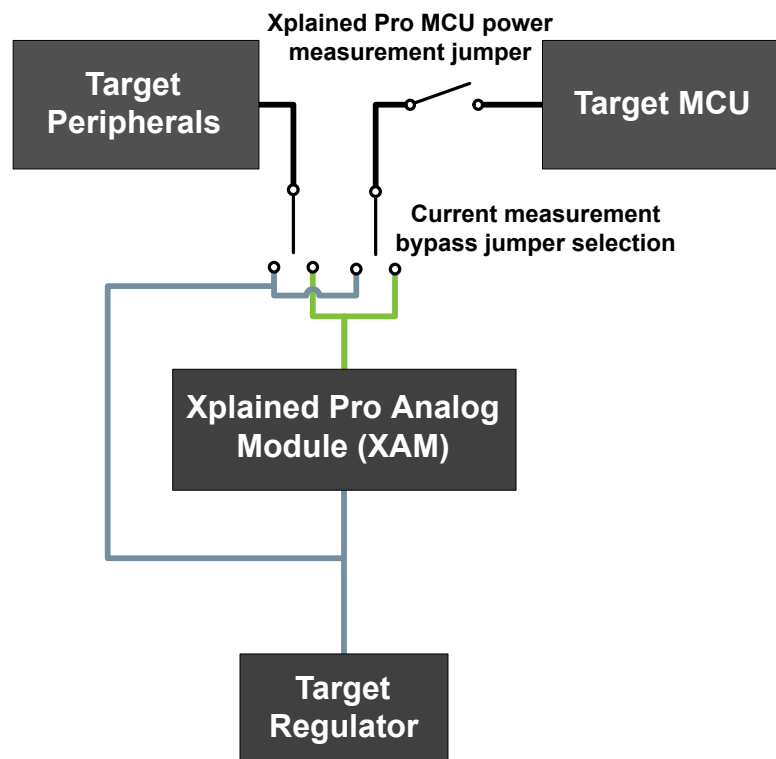 Xplained Pro MCU power
measurement jumper
Target
Peripherals
Target MCU
Current measurement
bypass jumper selection
Xplained Pro Analog
Module (XAM)
Target
Regulator